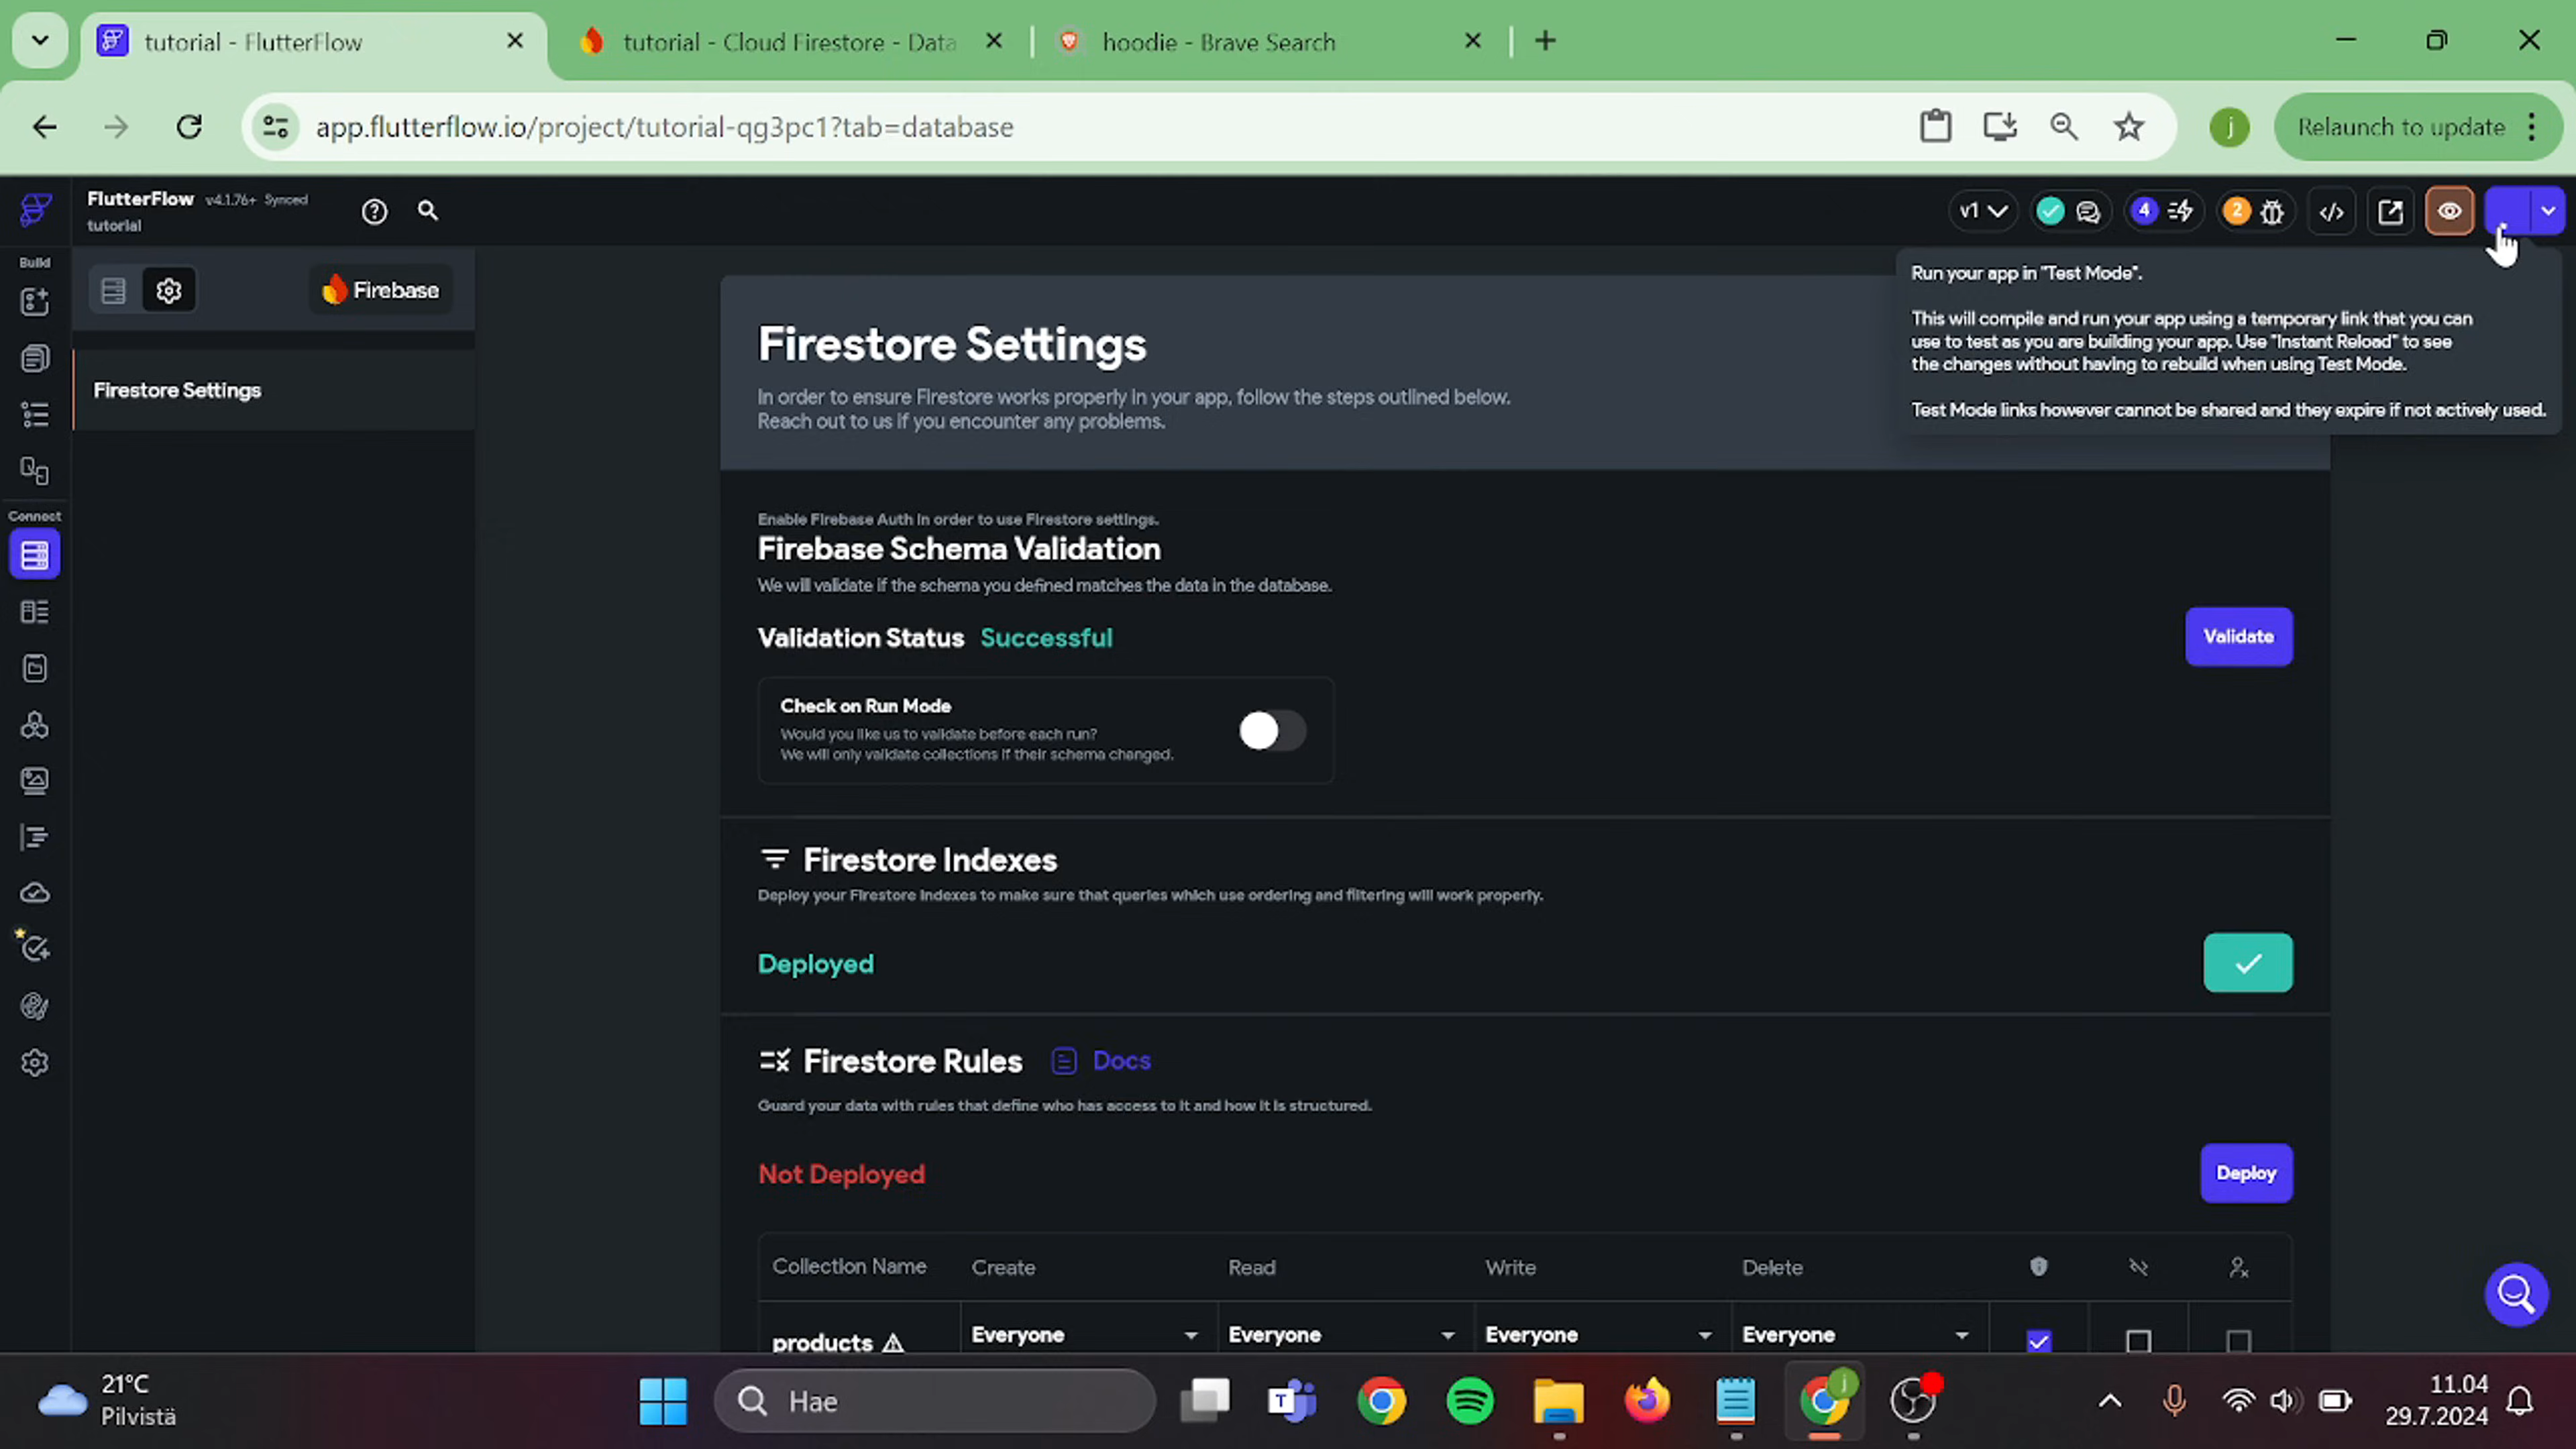 tutorial - FlutterFlow
tutorial - Cloud Firestore - Data
hoodie - Brave Search
app.flutterflow.io/project/tutorial-qg3pc1?tab=database
j
Relaunch to update
FlutterFlow v4.1.76+ Synced
tutorial
v1
4
2
Build
Firebase
Run your app in "Test Mode".
This will compile and run your app using a temporary link that you can
use to test as you are building your app. Use "Instant Reload" to see
the changes without having to rebuild when using Test Mode.
Test Mode links however cannot be shared and they expire if not actively used.
Firestore Settings
Firestore Settings
In order to ensure Firestore works properly in your app, follow the steps outlined below.
Reach out to us if you encounter any problems.
Connect
Enable Firebase Auth in order to use Firestore settings.
Firebase Schema Validation
We will validate if the schema you defined matches the data in the database.
Validation Status Successful
Validate
Check on Run Mode
Would you like us to validate before each run?
We will only validate collections if their schema changed.
Firestore Indexes
Deploy your Firestore indexes to make sure that queries which use ordering and filtering will work properly.
Deployed
Firestore Rules Docs
Guard your data with rules that define who has access to it and how it is structured.
Not Deployed
Deploy
Collection Name Create Read Write Delete
products Everyone Everyone Everyone Everyone
21°C
Pilvistä
Hae
T
j
11.04
29.7.2024